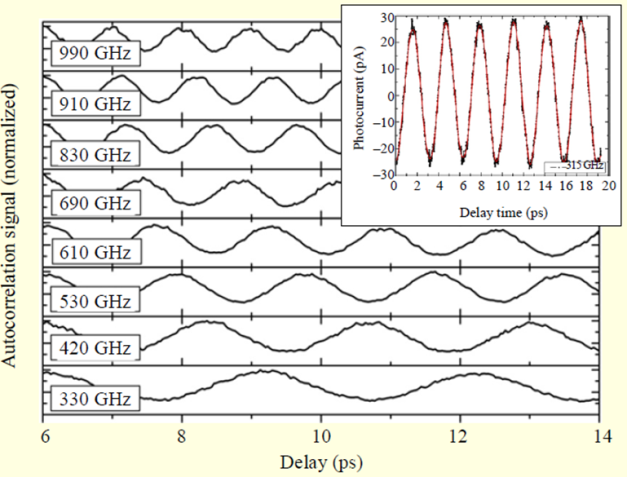 Autocorrelation signal (normalized)
990 GHz
910 GHz
830 GHz
690 GHz
610 GHz
530 GHz
420 GHz
330 GHz
6 8 10 12 14
Delay (ps)
Photocurrent (pA)
30
20
10
0
−10
−20
−30
315 GHz
0 2 4 6 8 10 12 14 16 18 20
Delay time (ps)